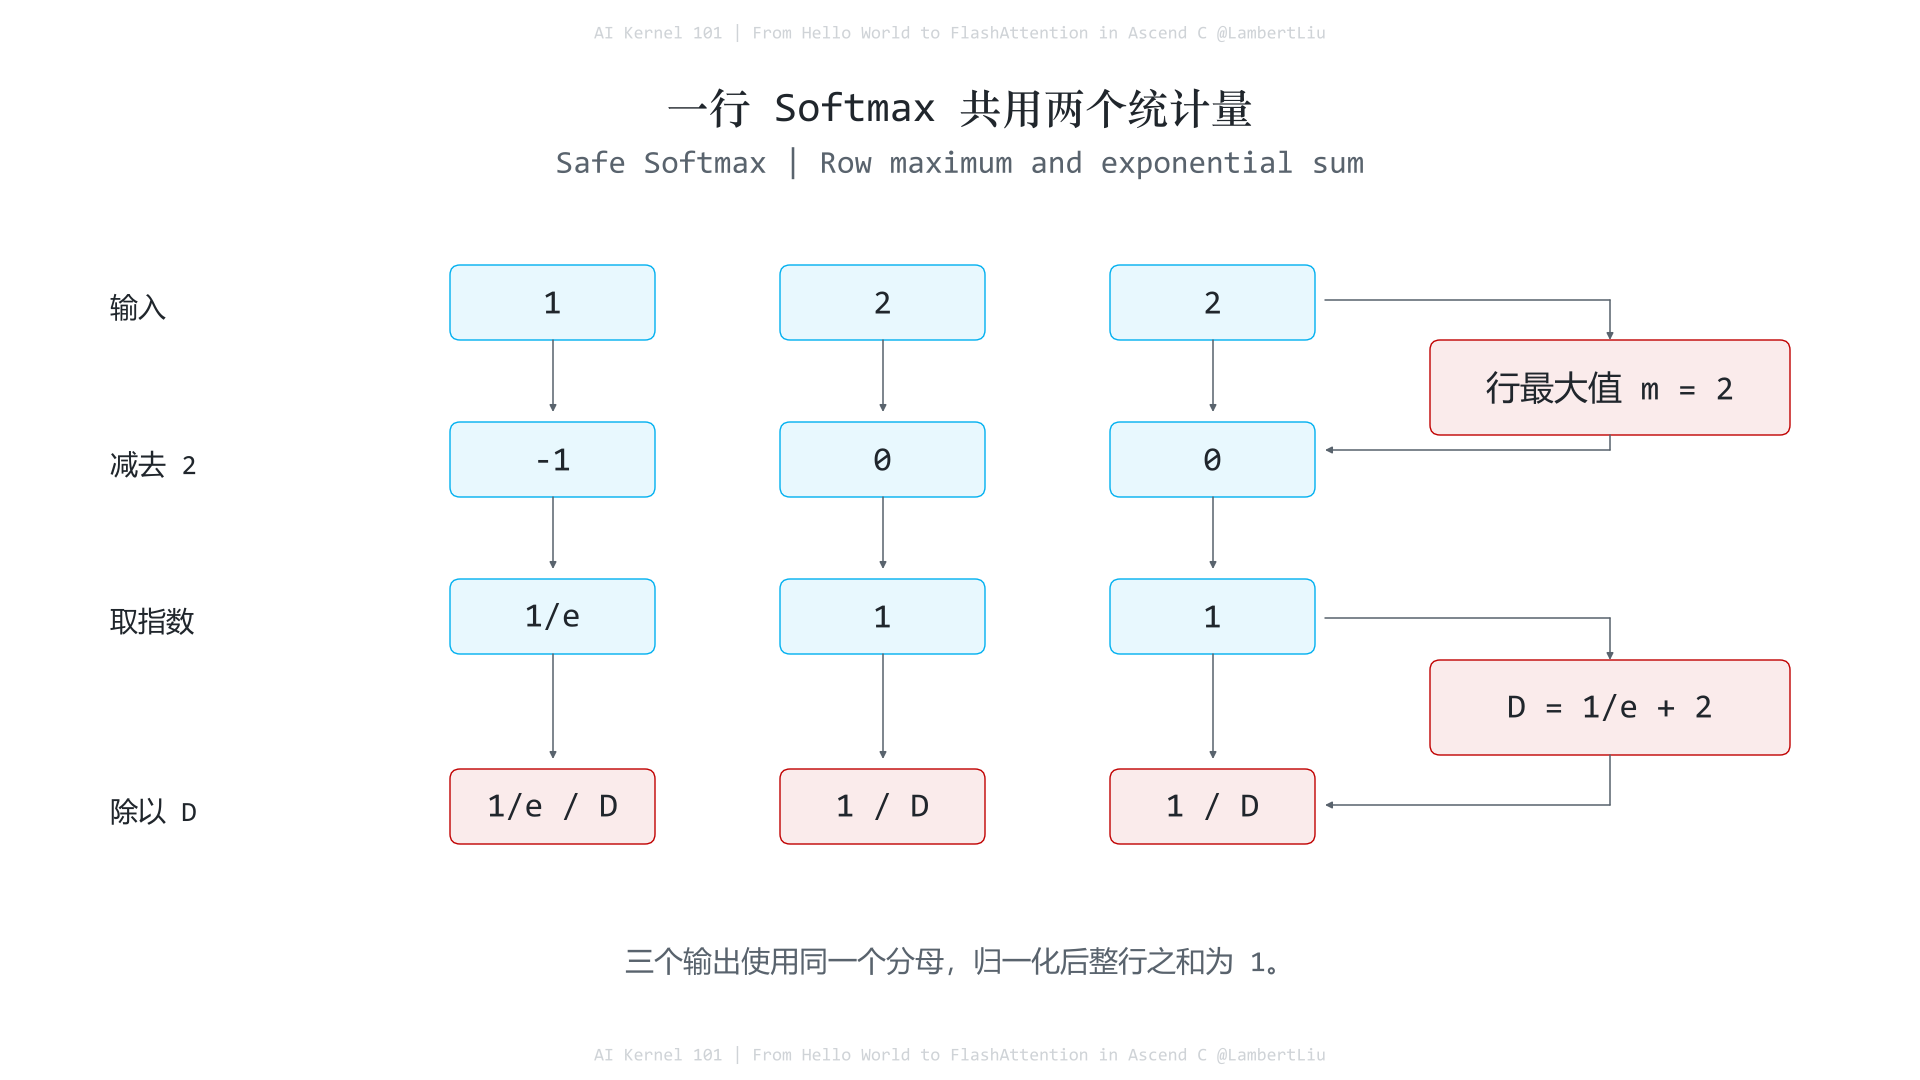 AI Kernel 101 | From Hello World to FlashAttention in Ascend C @LambertLiu
一行 Softmax 共用两个统计量
Safe Softmax | Row maximum and exponential sum
输入
1
2
2
行最大值 m = 2
减去 2
-1
0
0
取指数
1/e
1
1
D = 1/e + 2
除以 D
1/e / D
1 / D
1 / D
三个输出使用同一个分母，归一化后整行之和为 1。
AI Kernel 101 | From Hello World to FlashAttention in Ascend C @LambertLiu